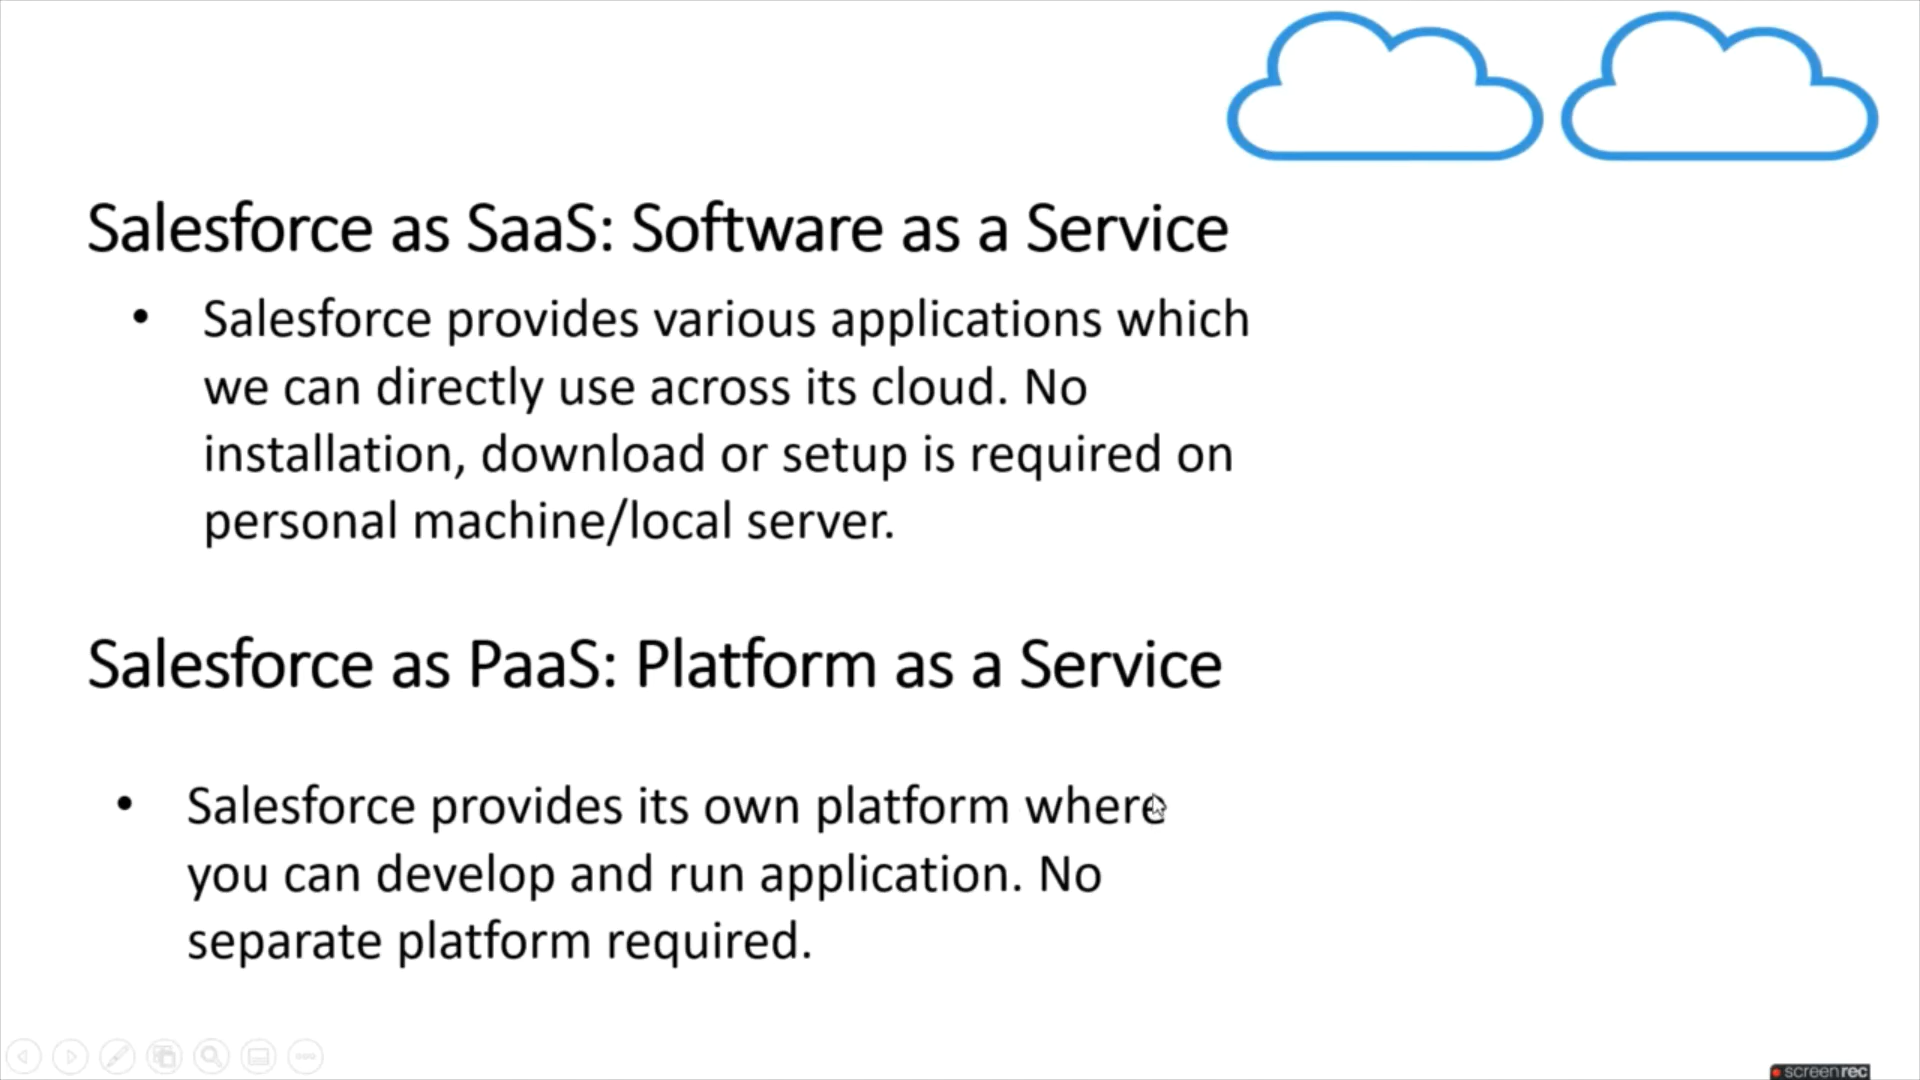 Salesforce as SaaS: Software as a Service
• Salesforce provides various applications which
we can directly use across its cloud. No
installation, download or setup is required on
personal machine/local server.
Salesforce as PaaS: Platform as a Service
• Salesforce provides its own platform where
you can develop and run application. No
separate platform required.
screenrec